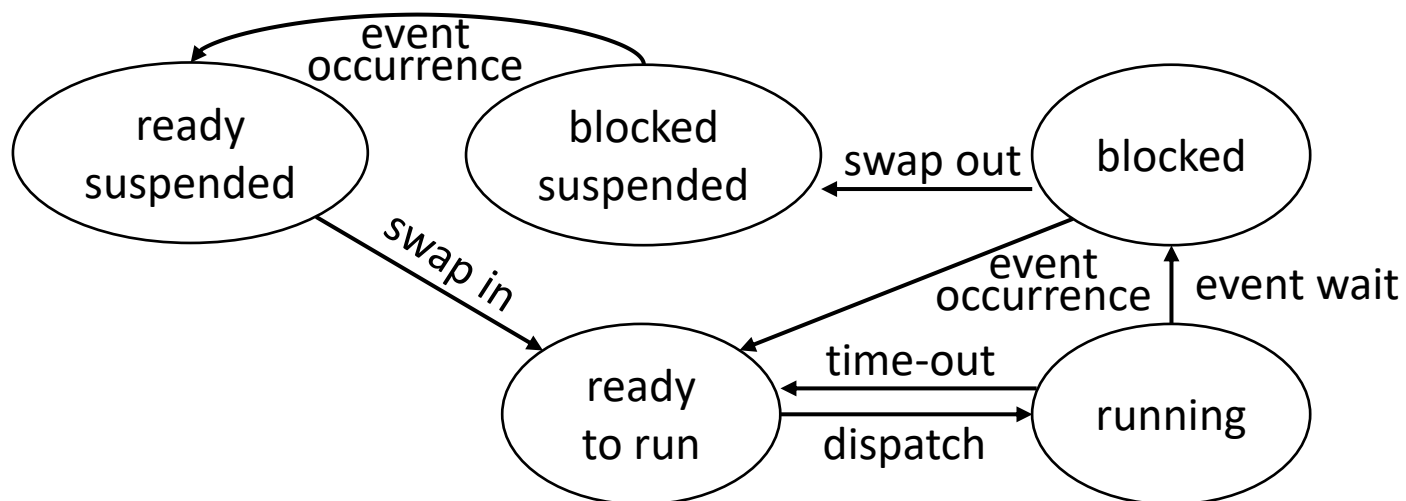 event
occurrence
ready
suspended
blocked
suspended
swap out
blocked
swap in
event
occurrence
event wait
time-out
ready
to run
dispatch
running